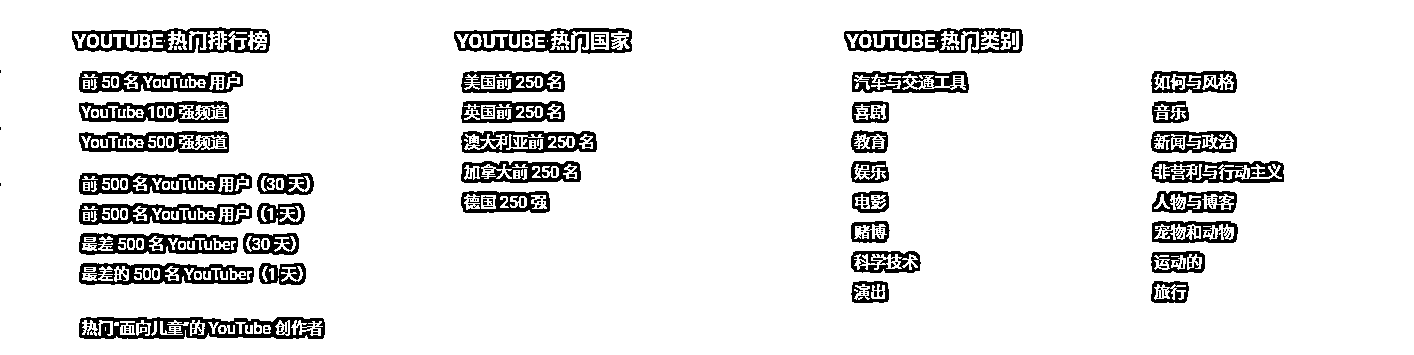 YOUTUBE 热门排行榜
前 50 名 YouTube 用户
YouTube 100 强频道
YouTube 500 强频道
前 500 名 YouTube 用户（30 天）
前 500 名 YouTube 用户（1 天）
最差 500 名 YouTuber（30 天）
最差的 500 名 YouTuber（1 天）
热门“面向儿童”的 YouTube 创作者
YOUTUBE 热门国家
美国前 250 名
英国前 250 名
澳大利亚前 250 名
加拿大前 250 名
德国 250 强
YOUTUBE 热门类别
汽车与交通工具
喜剧
教育
娱乐
电影
赌博
科学技术
演出
如何与风格
音乐
新闻与政治
非营利与行动主义
人物与博客
宠物和动物
运动的
旅行